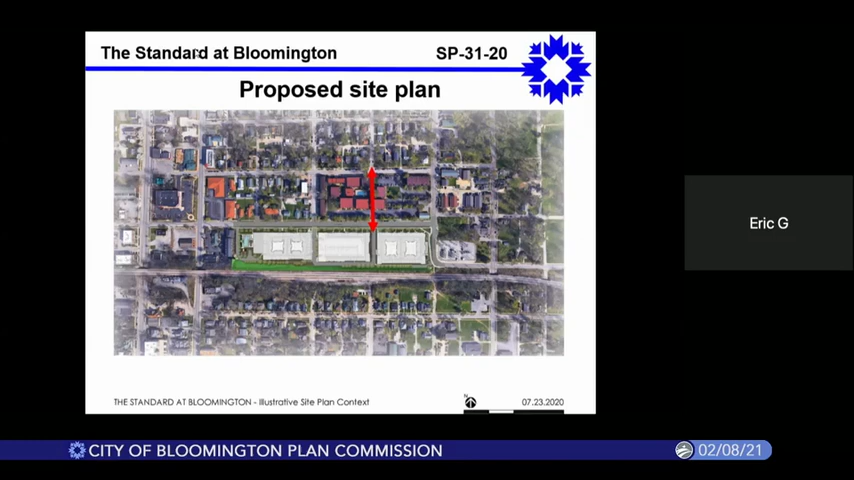 The Standard at Bloomington
SP-31-20
Proposed site plan
Eric G
N
THE STANDARD AT BLOOMINGTON - Illustrative Site Plan Context
07.23.2020
CITY OF BLOOMINGTON PLAN COMMISSION
02/08/21